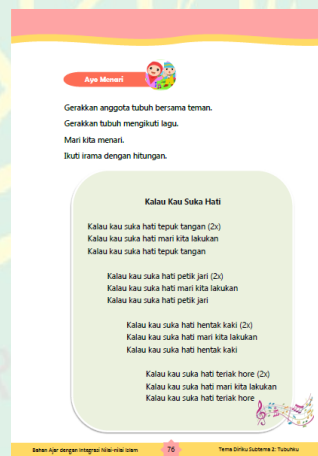 Ayo Menari
Gerakkan anggota tubuh bersama teman.
Gerakkan tubuh mengikuti lagu.
Mari kita menari.
Ikuti irama dengan hitungan.
Kalau Kau Suka Hati
Kalau kau suka hati tepuk tangan (2x)
Kalau kau suka hati mari kita lakukan
Kalau kau suka hati tepuk tangan
Kalau kau suka hati petik jari (2x)
Kalau kau suka hati mari kita lakukan
Kalau kau suka hati petik jari
Kalau kau suka hati hentak kaki (2x)
Kalau kau suka hati mari kita lakukan
Kalau kau suka hati hentak kaki
Kalau kau suka hati teriak hore (2x)
Kalau kau suka hati mari kita lakukan
Kalau kau suka hati teriak hore
Bahan Ajar dengan Integrasi Nilai-nilai Islam 76 Tema Diriku Subtema 2: Tubuhku